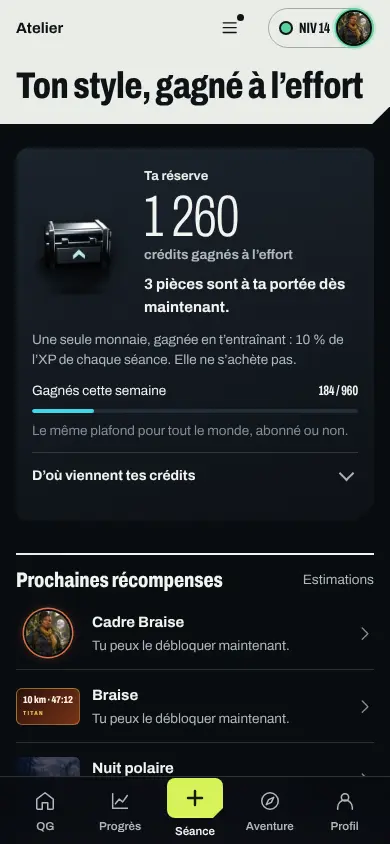 Atelier
NIV 14
Ton style, gagné à l’effort
Ta réserve
1 260
crédits gagnés à l’effort
3 pièces sont à ta portée dès
maintenant.
Une seule monnaie, gagnée en t’entraînant : 10 % de
l’XP de chaque séance. Elle ne s’achète pas.
Gagnés cette semaine
184 / 960
Le même plafond pour tout le monde, abonné ou non.
D’où viennent tes crédits
Prochaines récompenses
Estimations
Cadre Braise
Tu peux le débloquer maintenant.
10 km · 47:12
TITAN
Braise
Tu peux le débloquer maintenant.
Nuit polaire
QG
Progrès
Séance
Aventure
Profil